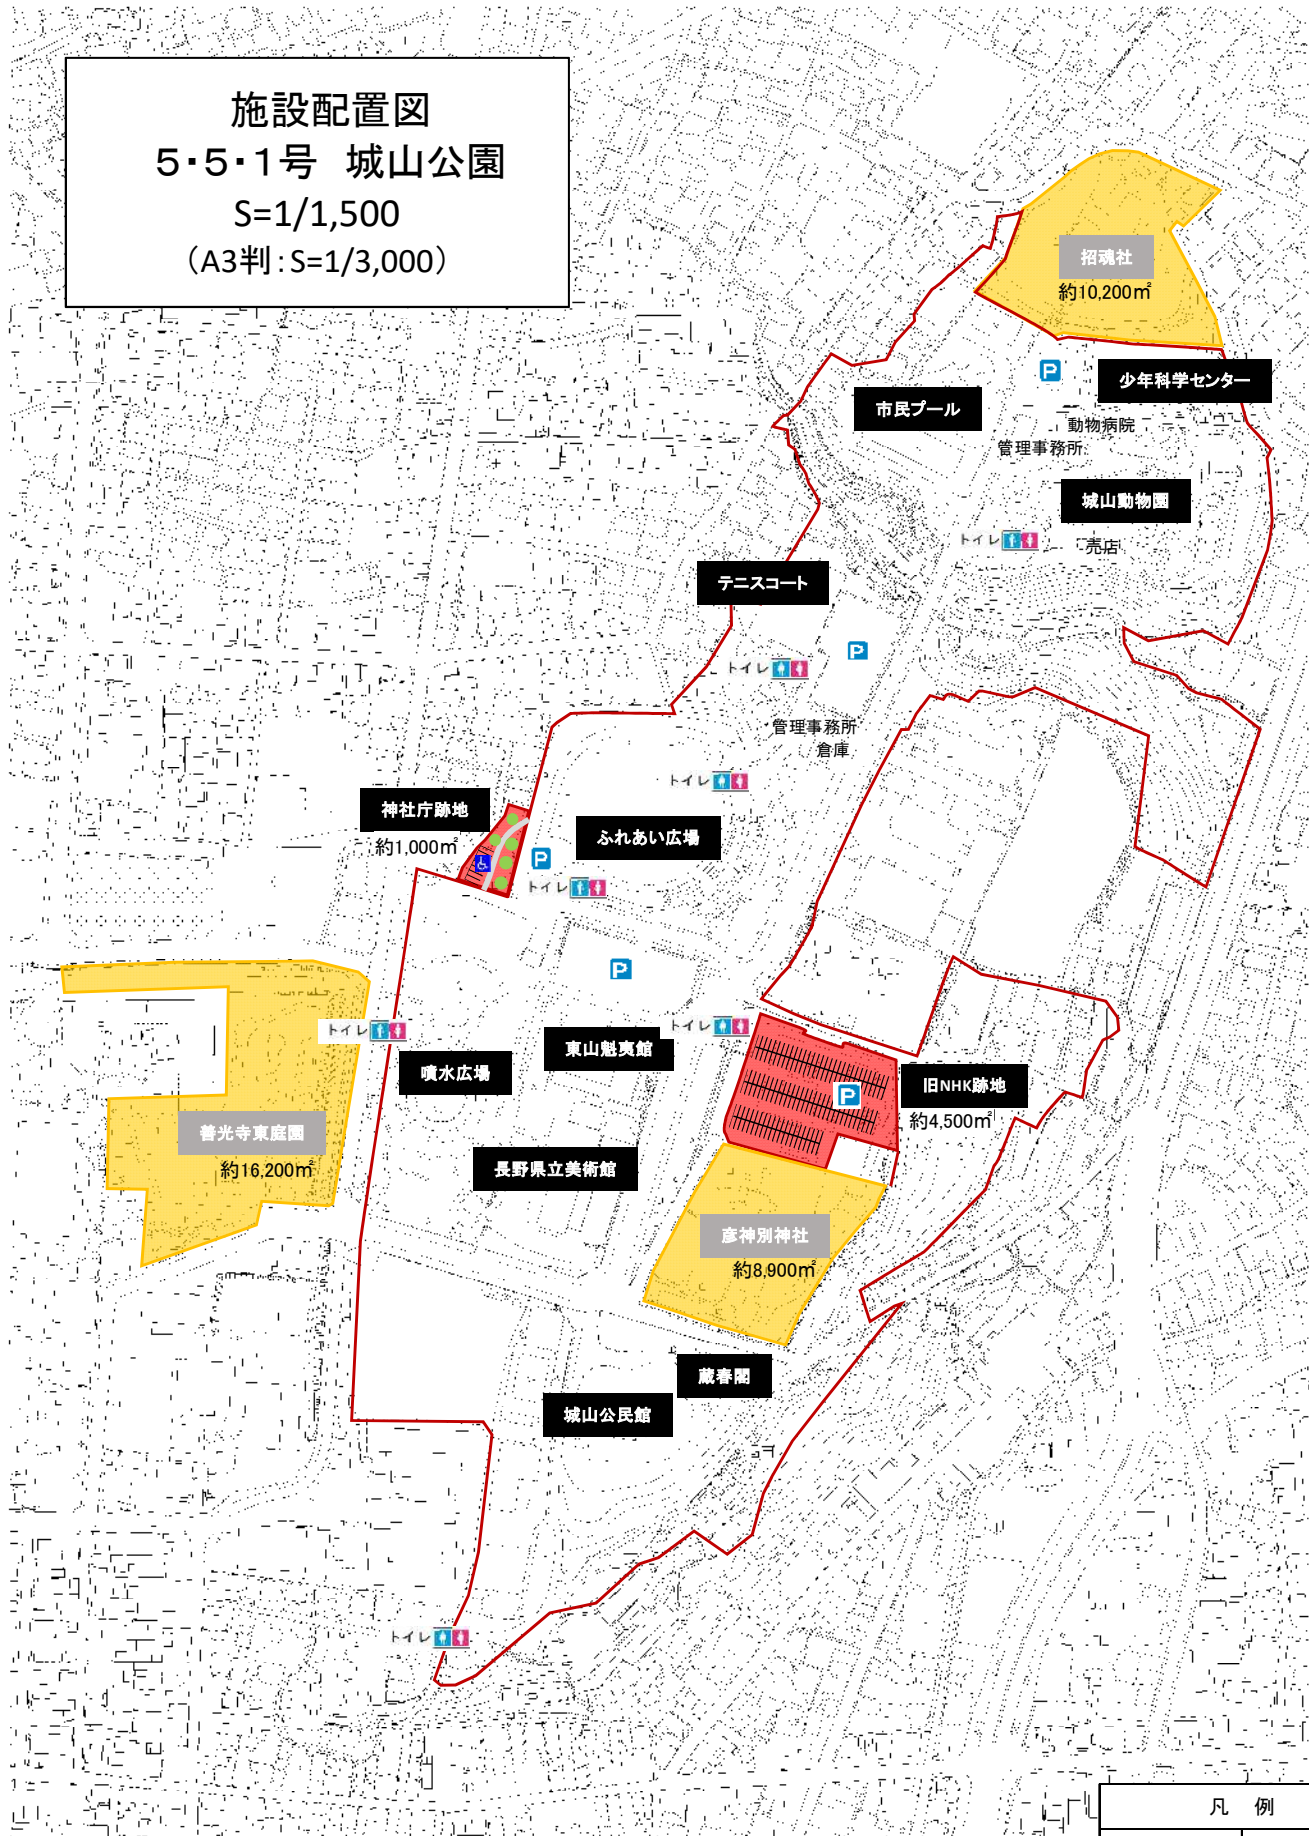 施設配置図
5・5・1号 城山公園
S=1/1,500
（A3判：S=1/3,000）
招魂社
約10,200㎡
少年科学センター
市民プール
動物病院
管理事務所
城山動物園
トイレ
売店
テニスコート
トイレ
管理事務所
倉庫
トイレ
神社庁跡地
約1,000㎡
ふれあい広場
トイレ
トイレ
トイレ
東山魁夷館
噴水広場
旧NHK跡地
約4,500㎡
善光寺東庭園
約16,200㎡
長野県立美術館
彦神別神社
約8,900㎡
蔵春閣
城山公民館
トイレ
凡 例